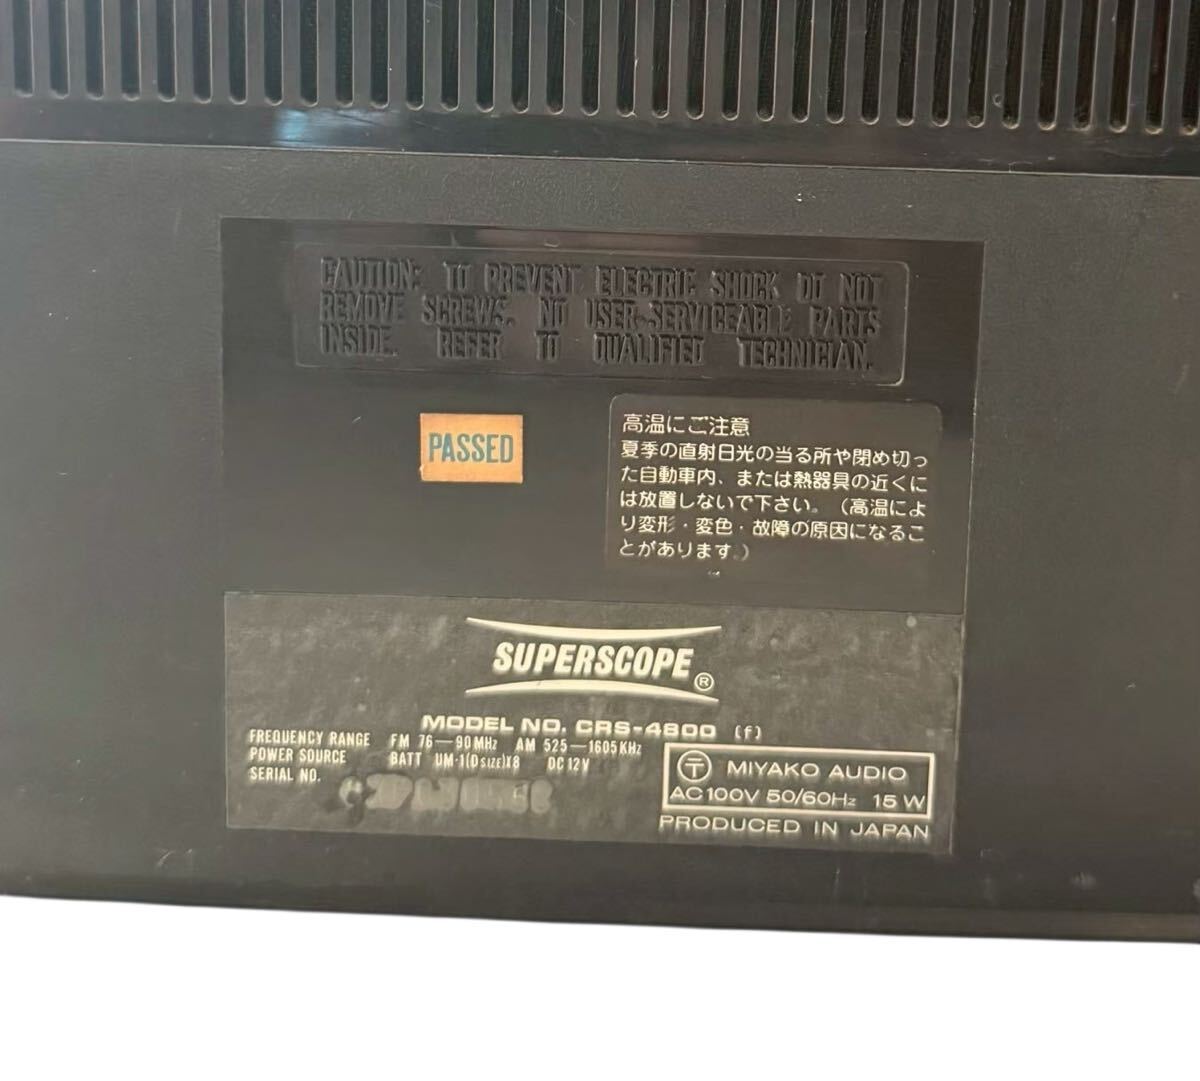 CAUTION: TO PREVENT ELECTRIC SHOCK DO NOT
REMOVE SCREWS. NO USER-SERVICEABLE PARTS
INSIDE. REFER TO QUALIFIED TECHNICIAN.
PASSED
高温にご注意
夏季の直射日光の当る所や閉め切っ
た自動車内、または熱器具の近くに
は放置しないで下さい。（高温によ
り変形・変色・故障の原因になるこ
とがあります。）
SUPERSCOPE®
MODEL NO. CRS-4800 (f)
FREQUENCY RANGE FM 76—90MHz AM 525—1605KHz
POWER SOURCE BATT UM-1(D SIZE)X8 DC 12V
SERIAL NO.
MIYAKO AUDIO
AC 100V 50/60Hz 15 W
PRODUCED IN JAPAN